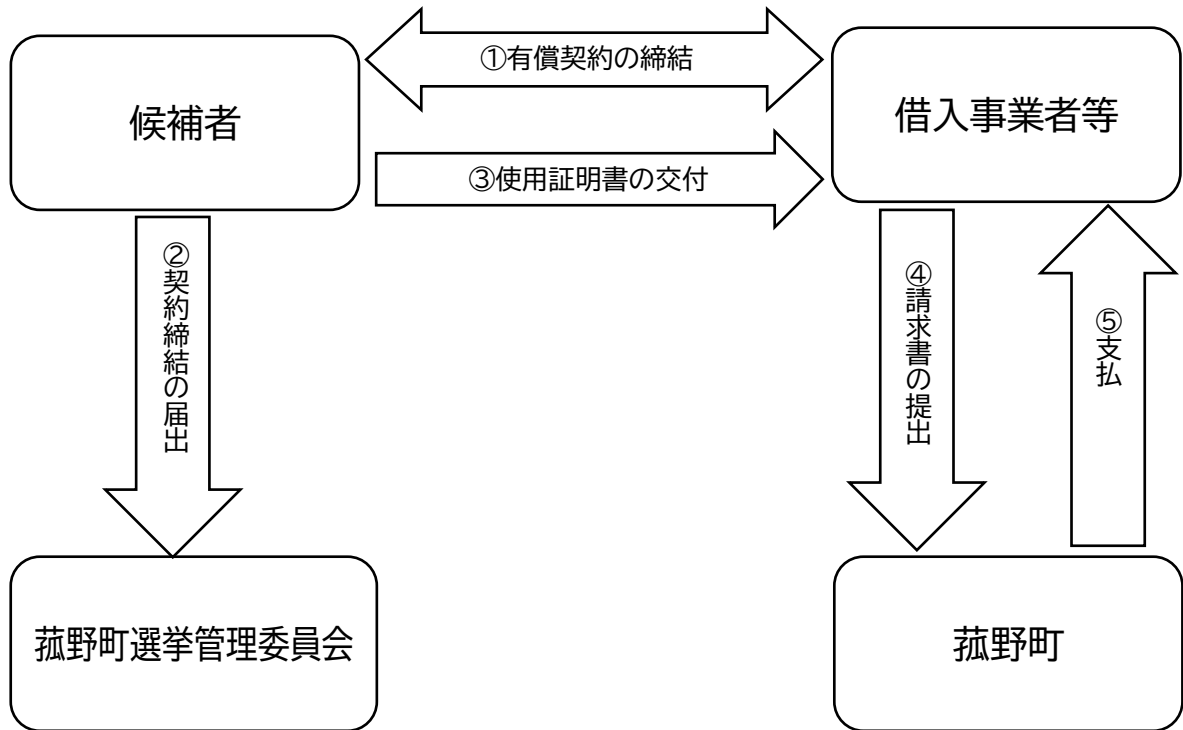 ①有償契約の締結
候補者
借入事業者等
③使用証明書の交付
②契約締結の届出
④請求書の提出
⑤支払
菰野町選挙管理委員会
菰野町